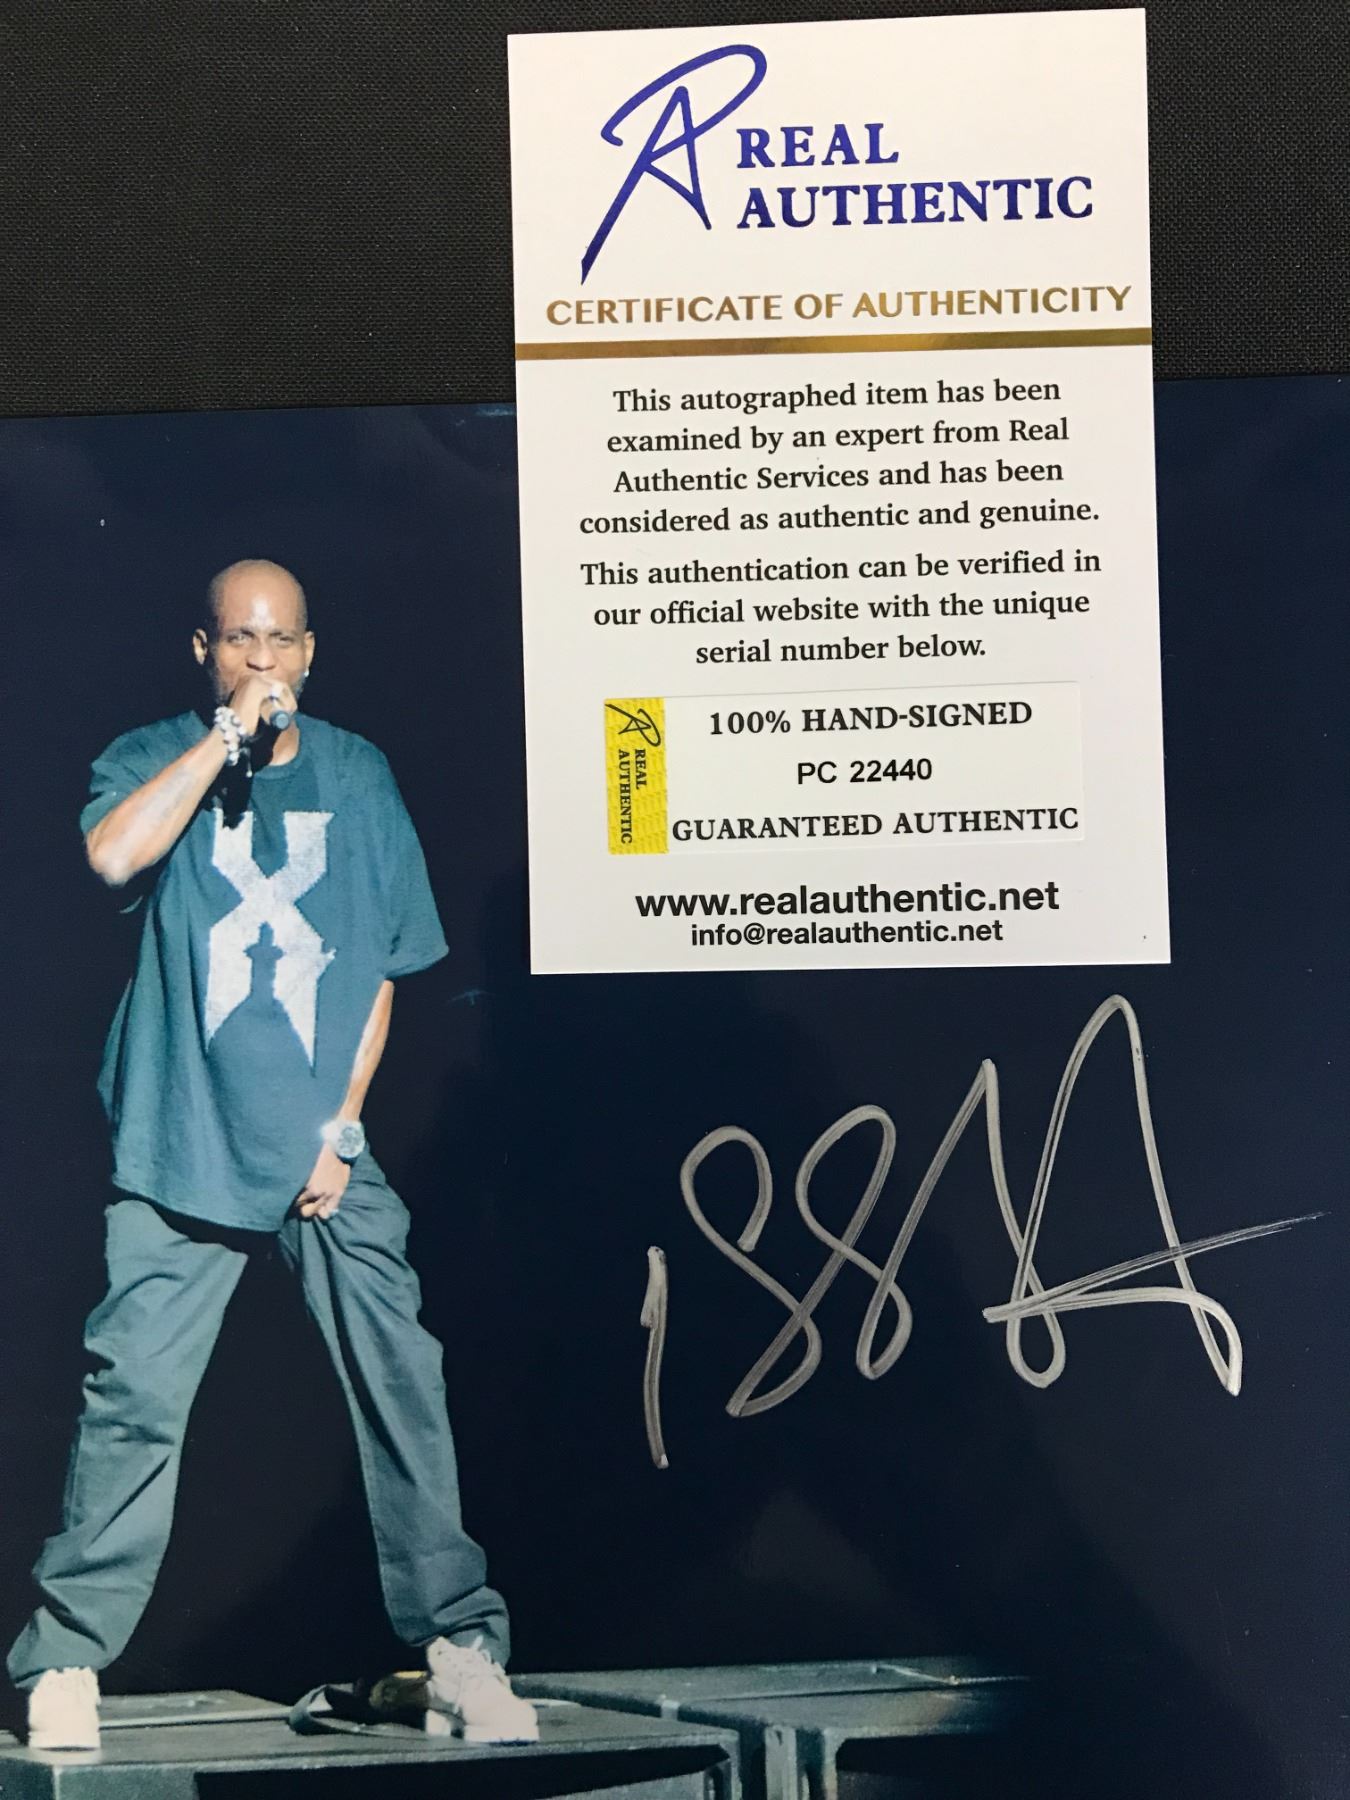 REAL
AUTHENTIC
CERTIFICATE OF AUTHENTICITY
This autographed item has been
examined by an expert from Real
Authentic Services and has been
considered as authentic and genuine.
This authentication can be verified in
our official website with the unique
serial number below.
REAL
AUTHENTIC
100% HAND-SIGNED
PC 22440
GUARANTEED AUTHENTIC
www.realauthentic.net
info@realauthentic.net
X